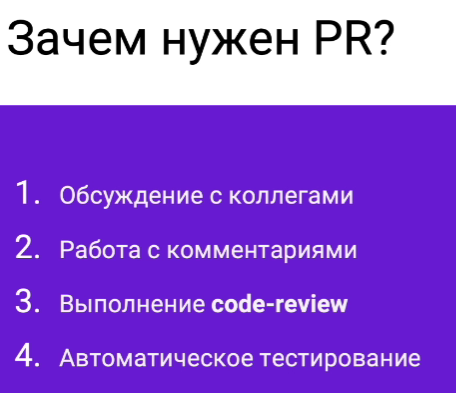 Зачем нужен PR?
1. Обсуждение с коллегами
2. Работа с комментариями
3. Выполнение code-review
4. Автоматическое тестирование